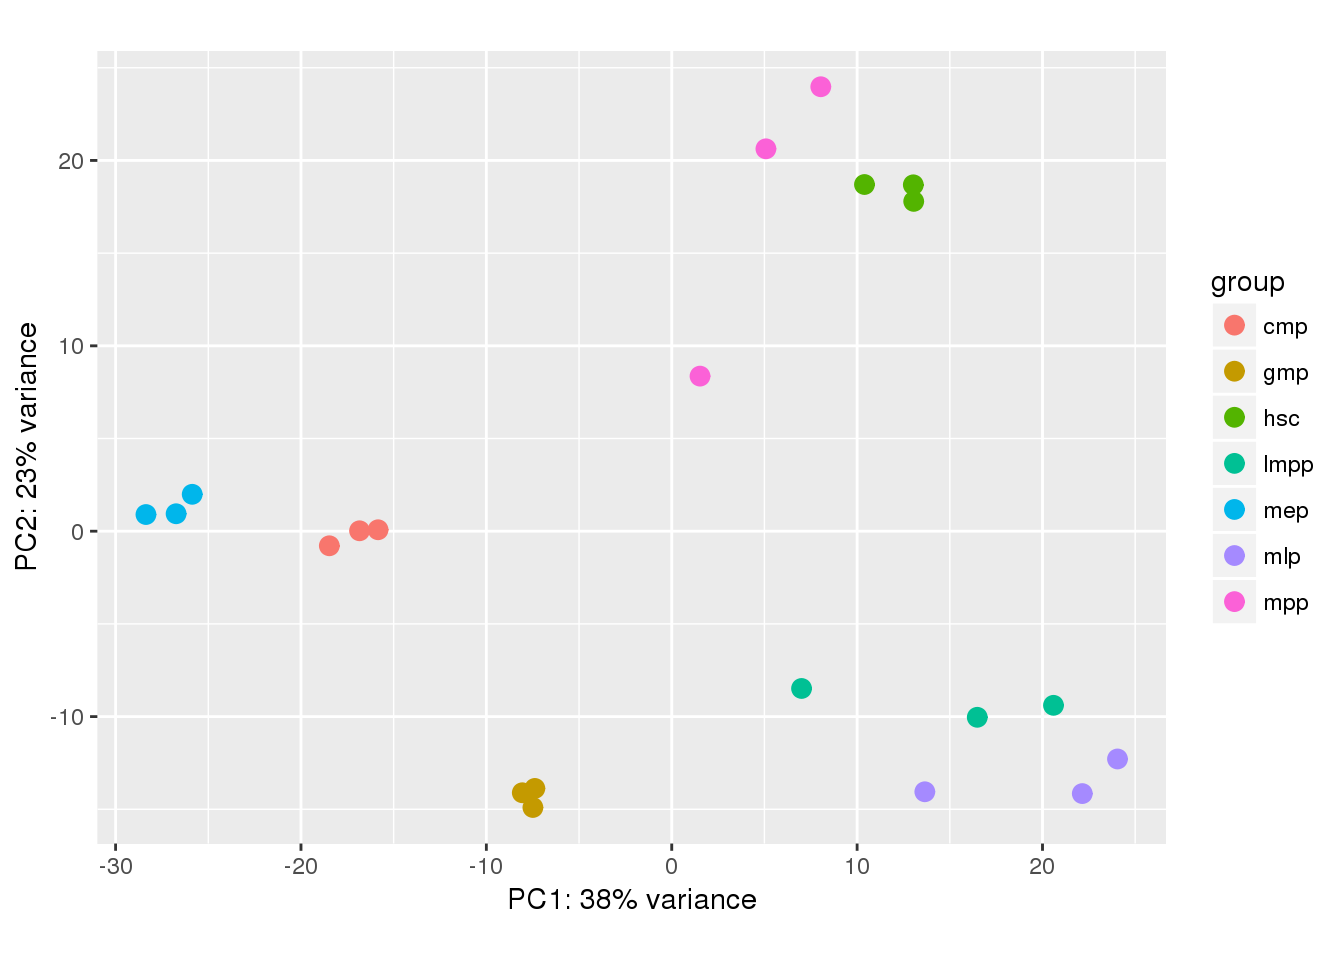 20
10
0
-10
-30
-20
-10
0
10
20
PC1: 38% variance
PC2: 23% variance
group
cmp
gmp
hsc
lmpp
mep
mlp
mpp